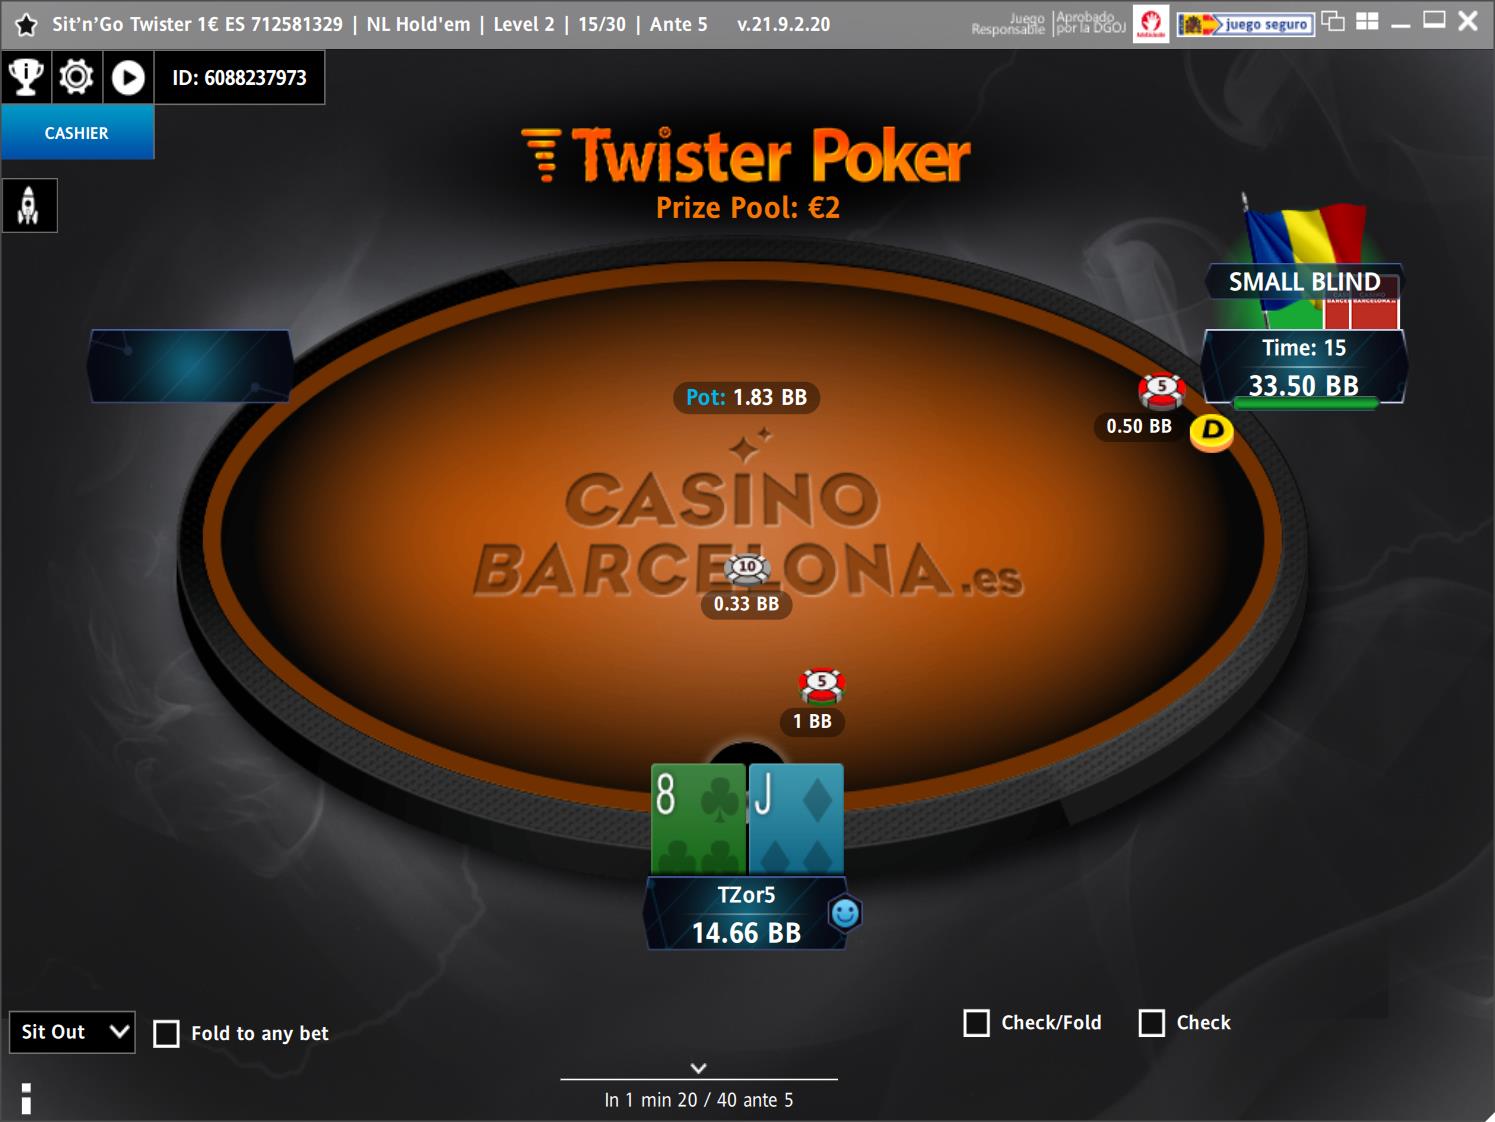 Sit'n'Go Twister 1€ ES 712581329 | NL Hold'em | Level 2 | 15/30 | Ante 5 v.21.9.2.20
Juego Responsable
Aprobado por la DGOJ
juego seguro
ID: 6088237973
CASHIER
Twister Poker
Prize Pool: €2
SMALL BLIND
Time: 15
33.50 BB
Pot: 1.83 BB
5
0.50 BB
D
CASINO
BARCELONA.es
10
0.33 BB
5
1 BB
8 J
TZor5
14.66 BB
Sit Out
Fold to any bet
Check/Fold
Check
In 1 min 20 / 40 ante 5